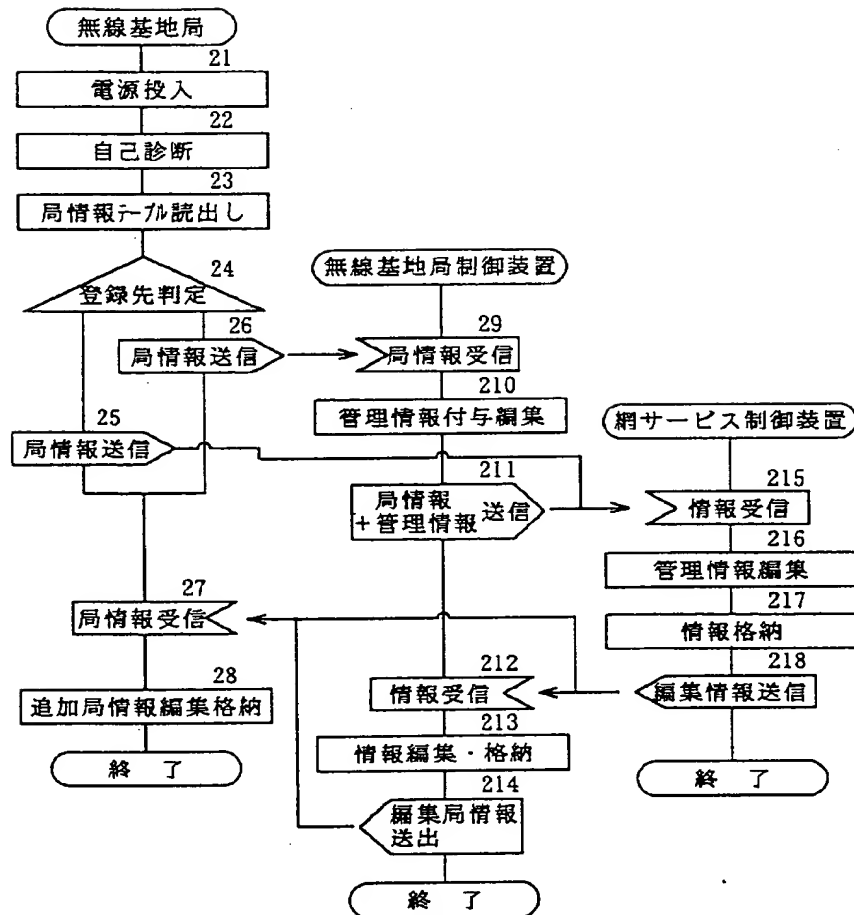 無線基地局
21
電源投入
22
自己診断
23
局情報テーブル読出し
24
登録先判定
26
局情報送信
25
局情報送信
27
局情報受信
28
追加局情報編集格納
終 了
無線基地局制御装置
29
局情報受信
210
管理情報付与編集
211
局情報
+管理情報 送信
212
情報受信
213
情報編集・格納
214
編集局情報
送出
終 了
網サービス制御装置
215
情報受信
216
管理情報編集
217
情報格納
218
編集情報送信
終 了